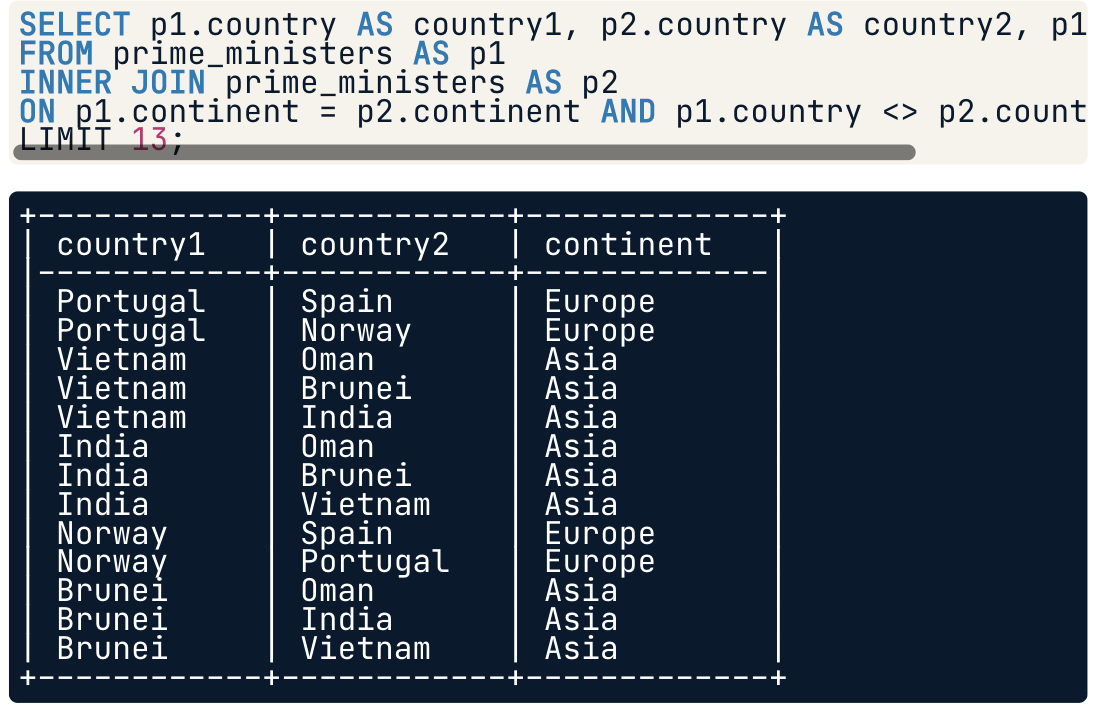 SELECT p1.country AS country1, p2.country AS country2, p1
FROM prime_ministers AS p1
INNER JOIN prime_ministers AS p2
ON p1.continent = p2.continent AND p1.country <> p2.count
LIMIT 13;
+------------+------------+-------------+
| country1   | country2   | continent   |
|------------+------------+-------------|
| Portugal   | Spain      | Europe      |
| Portugal   | Norway     | Europe      |
| Vietnam    | Oman       | Asia        |
| Vietnam    | Brunei     | Asia        |
| Vietnam    | India      | Asia        |
| India      | Oman       | Asia        |
| India      | Brunei     | Asia        |
| India      | Vietnam    | Asia        |
| Norway     | Spain      | Europe      |
| Norway     | Portugal   | Europe      |
| Brunei     | Oman       | Asia        |
| Brunei     | India      | Asia        |
| Brunei     | Vietnam    | Asia        |
+------------+------------+-------------+